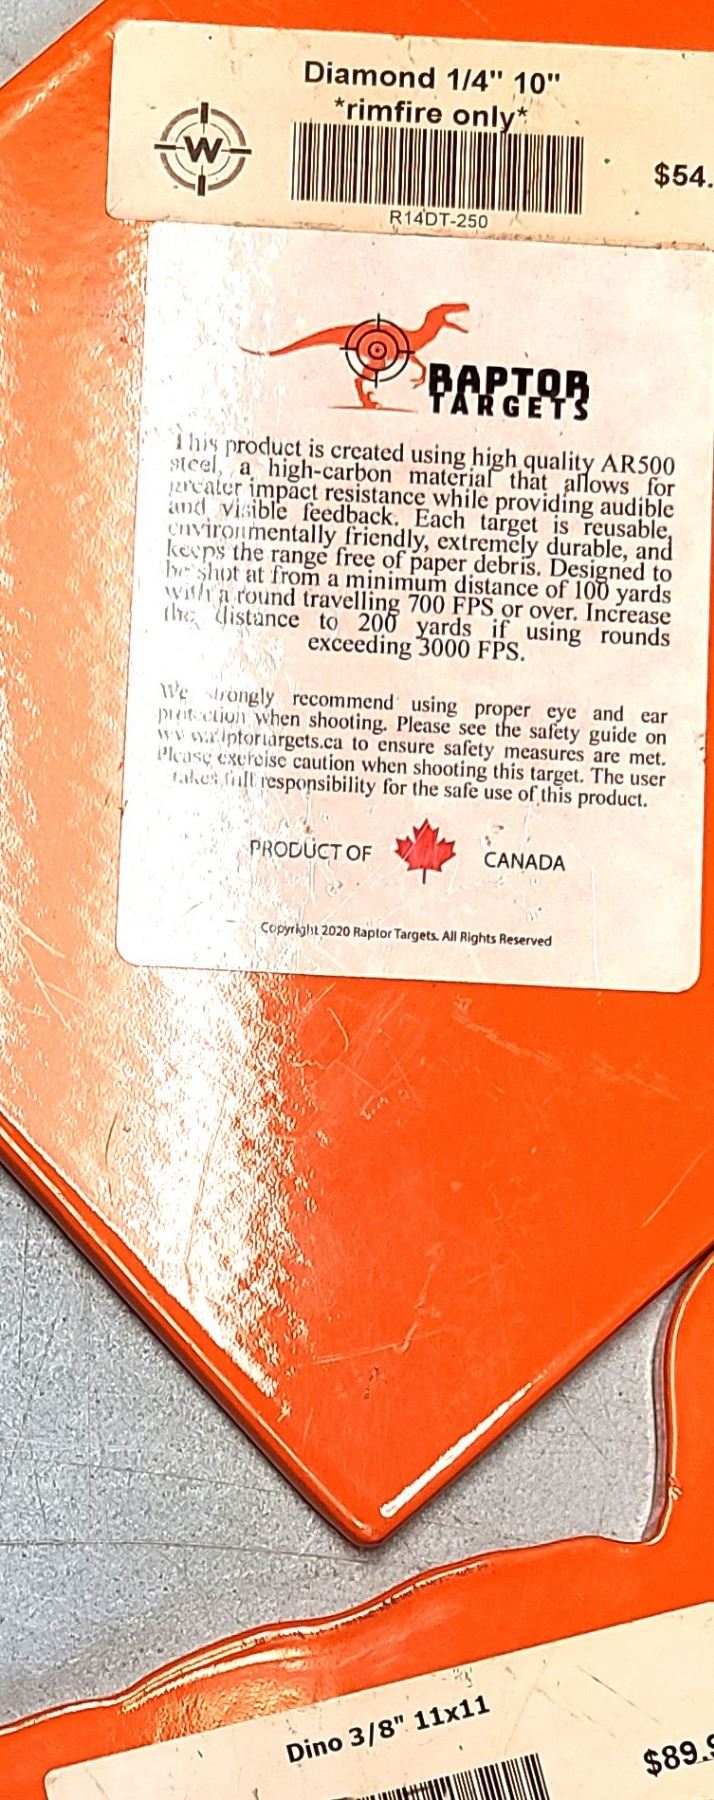 Diamond 1/4" 10"
*rimfire only*
W
$54.
R14DT-250
RAPTOR
TARGETS
This product is created using high quality AR500
steel, a high-carbon material that allows for
greater impact resistance while providing audible
and visible feedback. Each target is reusable,
environmentally friendly, extremely durable, and
keeps the range free of paper debris. Designed to
be shot at from a minimum distance of 100 yards
with a round travelling 700 FPS or over. Increase
the distance to 200 yards if using rounds
exceeding 3000 FPS.
We strongly recommend using proper eye and ear
protection when shooting. Please see the safety guide on
to ensure safety measures are met.
Please exercise caution when shooting this target. The user
takes full responsibility for the safe use of this product.
PRODUCT OF CANADA
Copyright 2020 Raptor Targets. All Rights Reserved
Dino 3/8" 11x11
$89.9